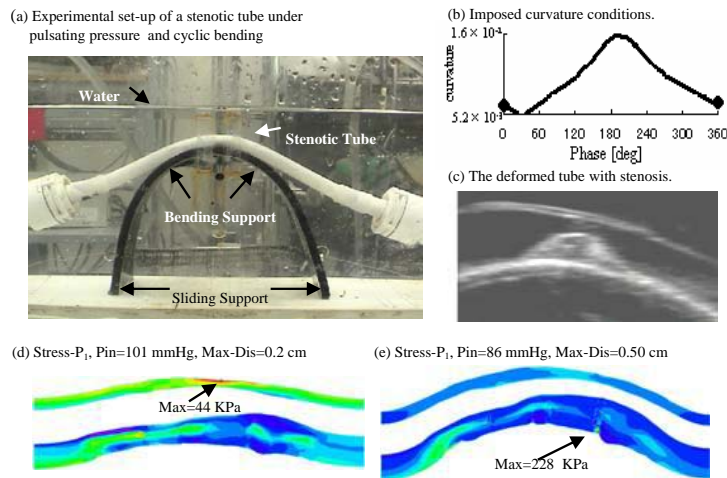 (a) Experimental set-up of a stenotic tube under
pulsating pressure and cyclic bending
Water
Stenotic Tube
Bending Support
Sliding Support
(b) Imposed curvature conditions.
1.6× 10⁻¹
curvature
5.2× 10⁻³
0 60 120 180 240 300 360
Phase [deg]
(c) The deformed tube with stenosis.
(d) Stress-P₁, Pin=101 mmHg, Max-Dis=0.2 cm
Max=44 KPa
(e) Stress-P₁, Pin=86 mmHg, Max-Dis=0.50 cm
Max=228 KPa